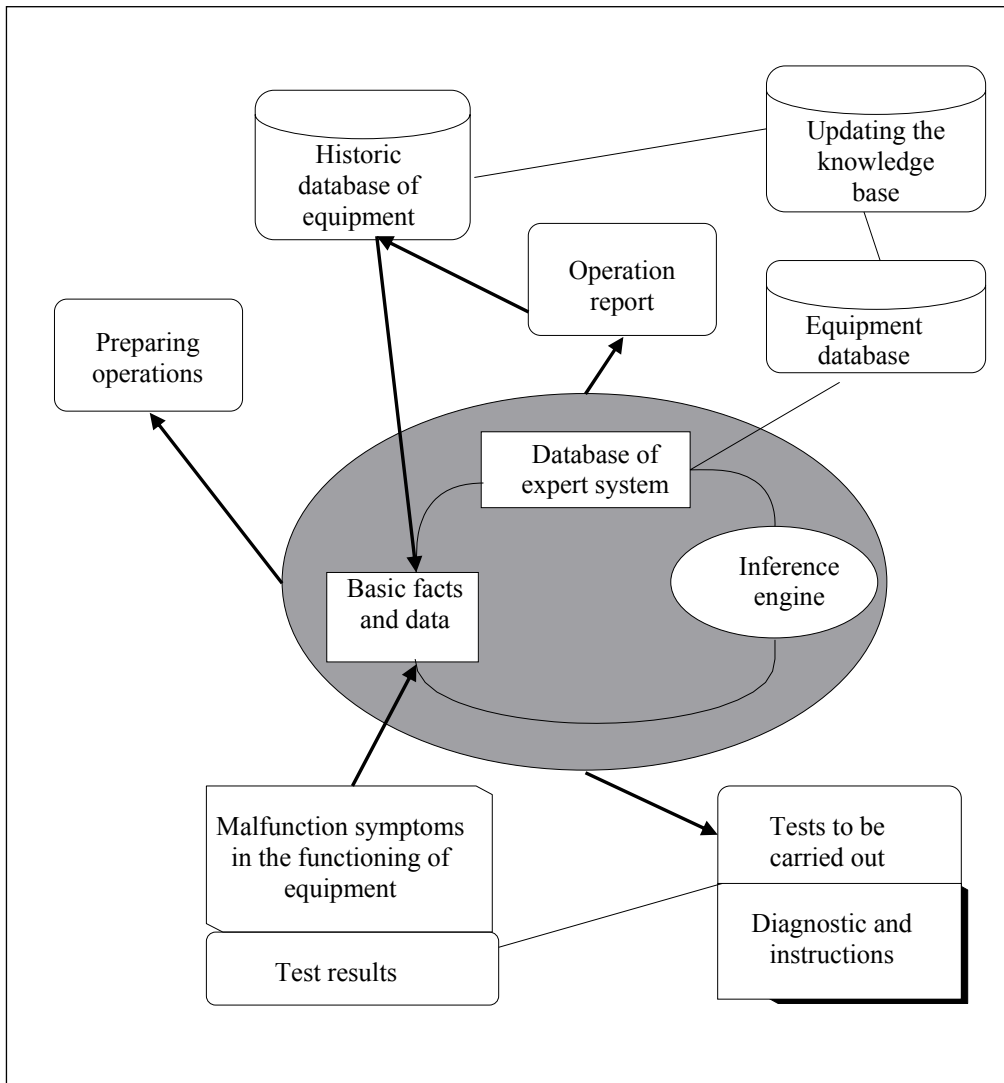 Historic
database of
equipment
Updating the
knowledge
base
Operation
report
Equipment
database
Preparing
operations
Database of
expert system
Inference
engine
Basic facts
and data
Malfunction symptoms
in the functioning of
equipment
Test results
Tests to be
carried out
Diagnostic and
instructions